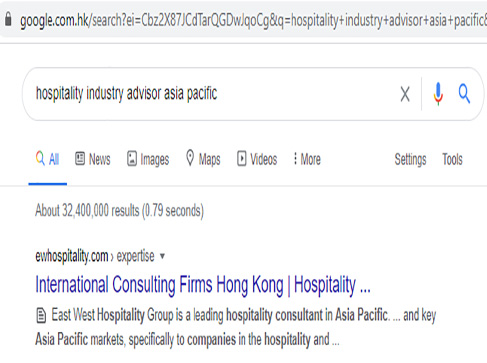 google.com.hk/search?ei=Cbz2X87JCdTarQGDwJqoCg&q=hospitality+industry+advisor+asia+pacific&
hospitality industry advisor asia pacific
All News Images Maps Videos More Settings Tools
About 32,400,000 results (0.79 seconds)
ewhospitality.com › expertise
International Consulting Firms Hong Kong | Hospitality ...
East West Hospitality Group is a leading hospitality consultant in Asia Pacific. ... and key
Asia Pacific markets, specifically to companies in the hospitality and ...